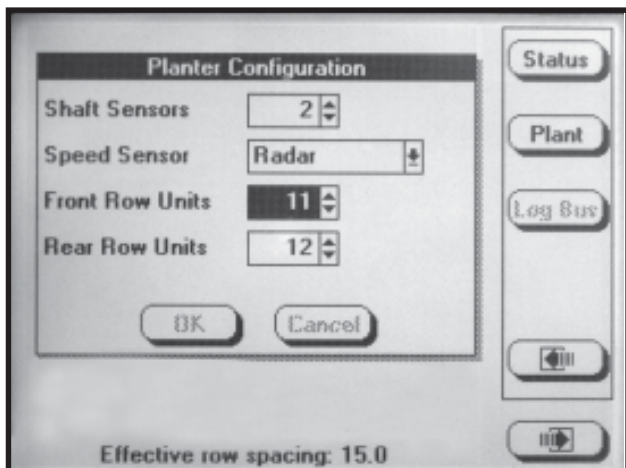 Planter Configuration
Shaft Sensors 2
Speed Sensor Radar
Front Row Units 11
Rear Row Units 12
OK Cancel
Effective row spacing: 15.0
Status
Plant
Log Bus